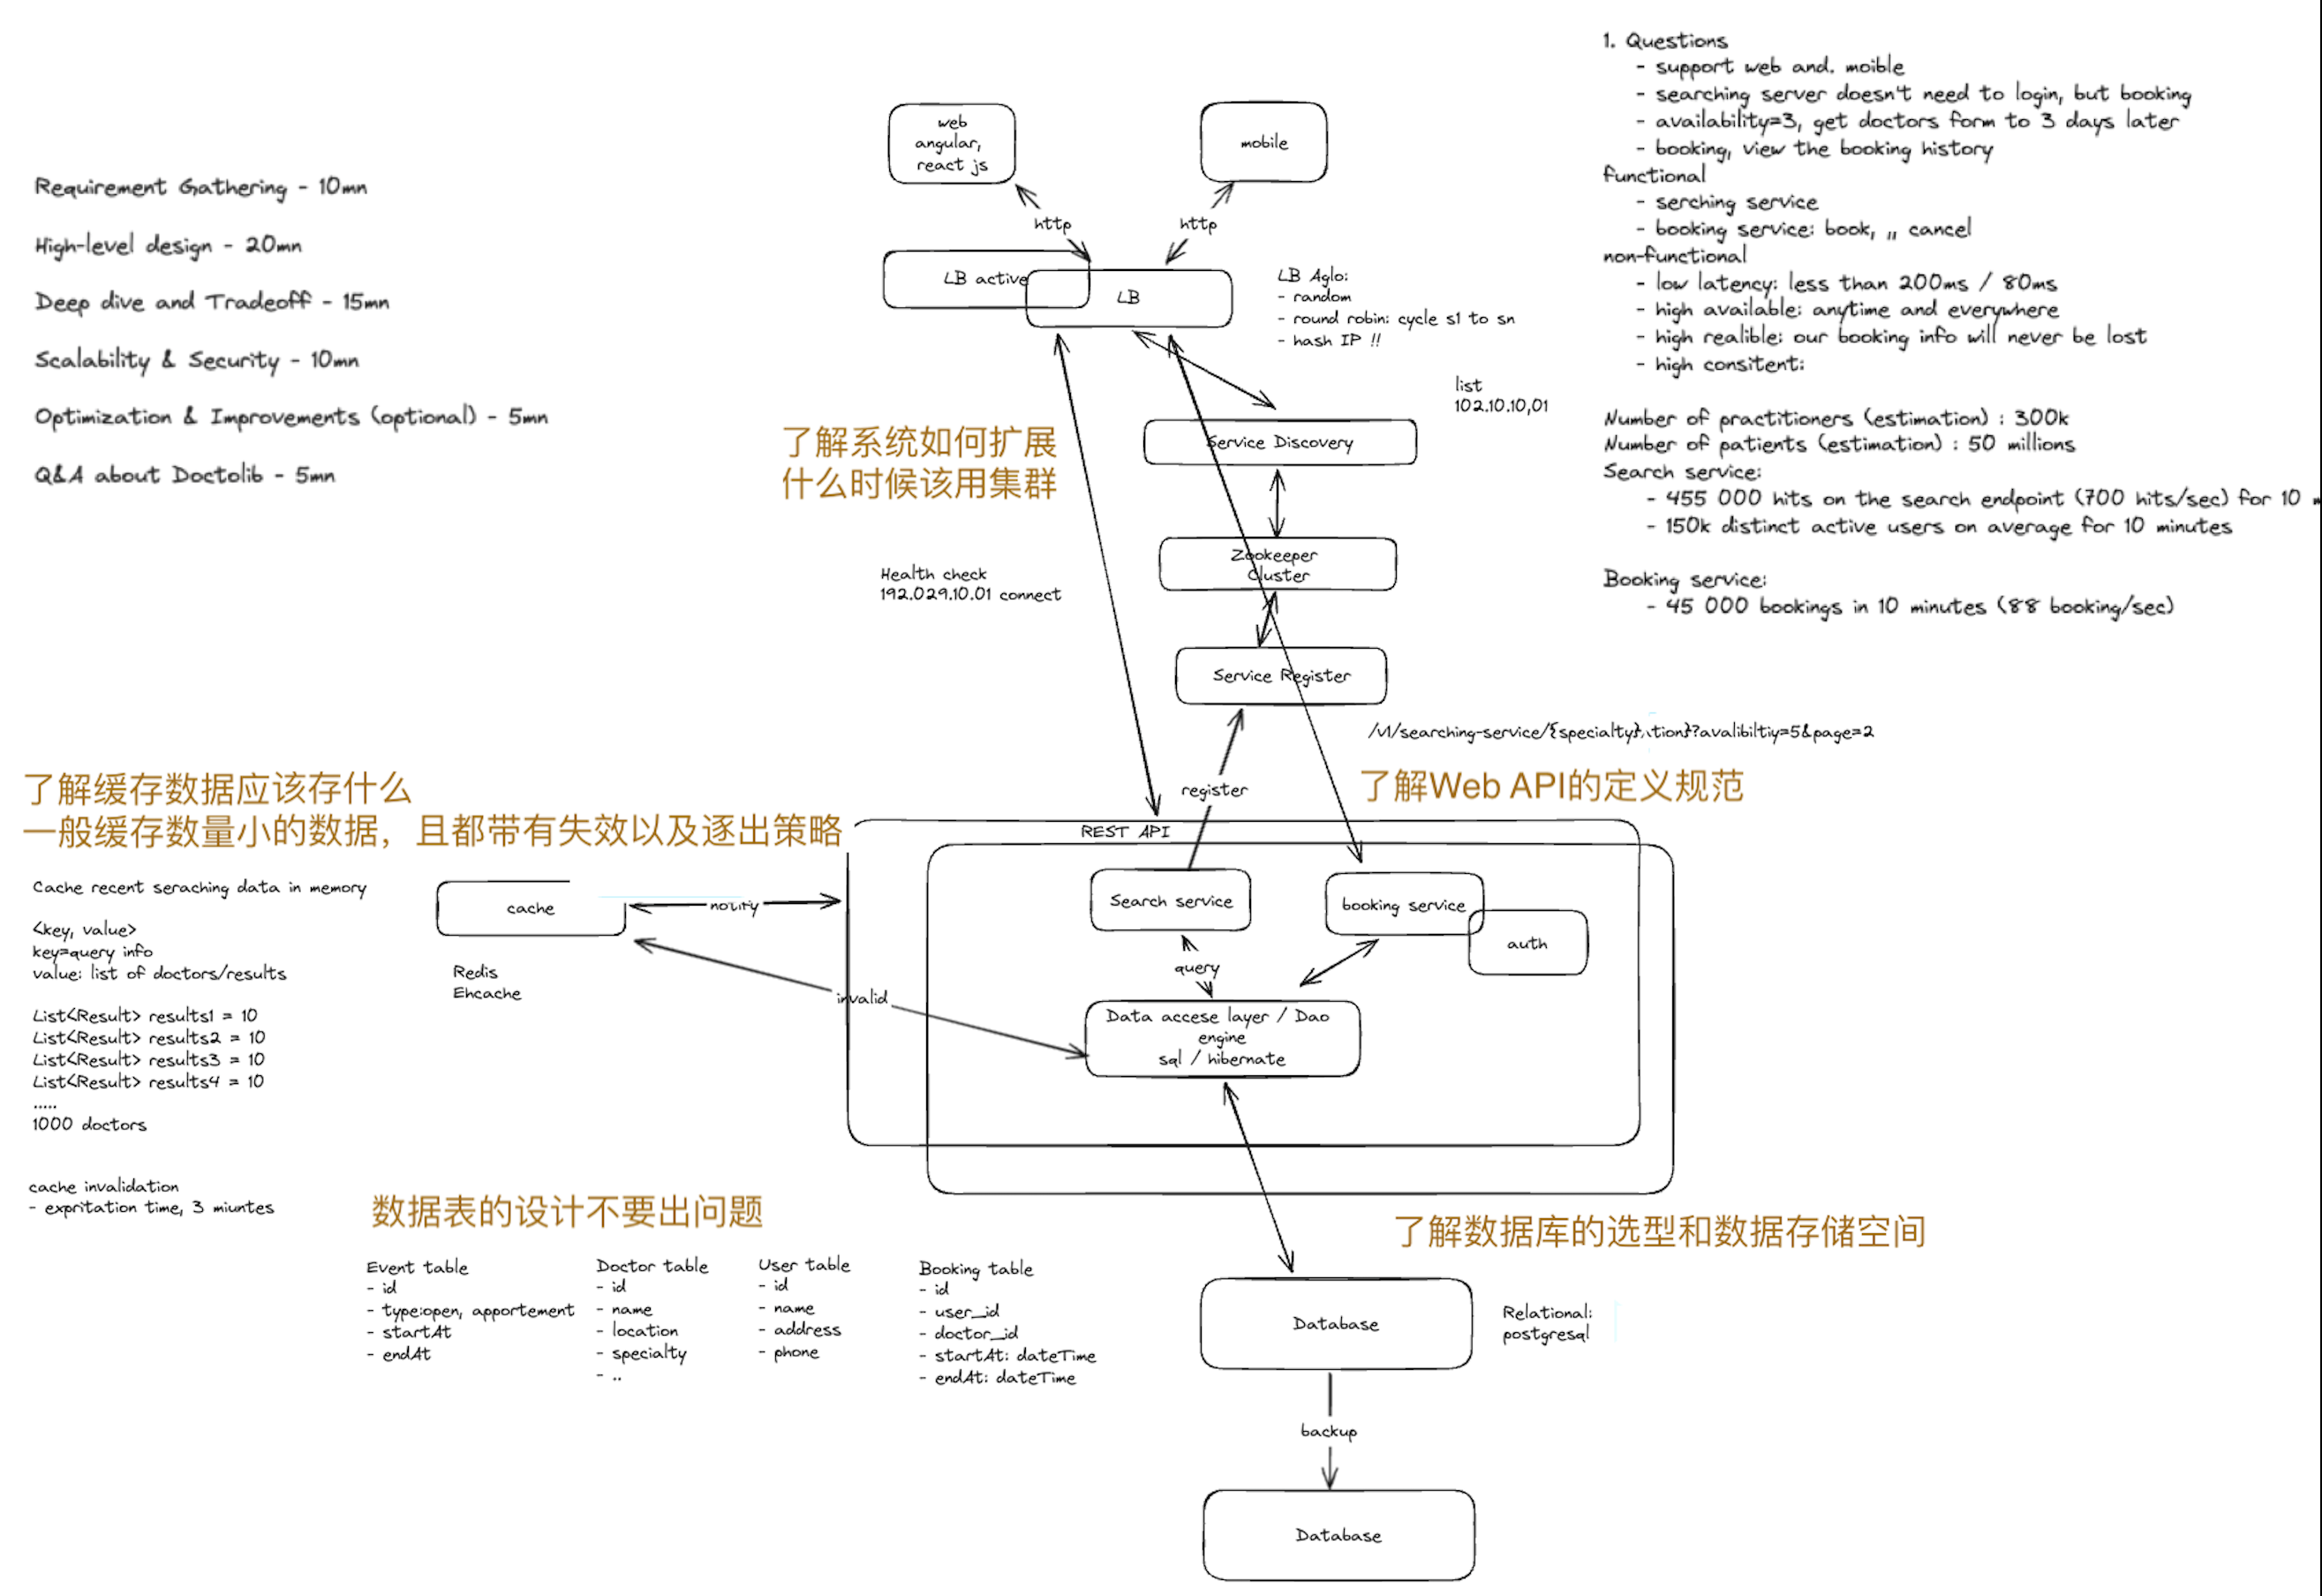 Requirement Gathering - 10mn
High-level design - 20mn
Deep dive and Tradeoff - 15mn
Scalability & Security - 10mn
Optimization & Improvements (optional) - 5mn
Q&A about Doctolib - 5mn
web
angular,
react js
mobile
http
http
LB active
LB
LB Aglo:
- random
- round robin: cycle s1 to sn
- hash IP !!
list
102.10.10,01
Service Discovery
了解系统如何扩展
什么时候该用集群
Zookeeper
Cluster
Health check
192.029.10.01 connect
Service Register
1. Questions
- support web and. moible
- searching server doesn't need to login, but booking
- availability=3, get doctors form to 3 days later
- booking, view the booking history
functional
- serching service
- booking service: book, ,, cancel
non-functional
- low latency: less than 200ms / 80ms
- high available: anytime and everywhere
- high realible: our booking info will never be lost
- high consitent:
Number of practitioners (estimation) : 300k
Number of patients (estimation) : 50 millions
Search service:
- 455 000 hits on the search endpoint (700 hits/sec) for 10
- 150k distinct active users on average for 10 minutes
Booking service:
- 45 000 bookings in 10 minutes (88 booking/sec)
/v1/searching-service/{specialty}, tion}?avalibiltiy=5&page=2
了解Web API的定义规范
register
REST API
Search service
booking service
auth
query
Data accese layer / Dao
engine
sql / hibernate
了解缓存数据应该存什么
一般缓存数量小的数据，且都带有失效以及逐出策略
Cache recent seraching data in memory
<key, value>
key=query info
value: list of doctors/results
List<Result> results1 = 10
List<Result> results2 = 10
List<Result> results3 = 10
List<Result> results4 = 10
.....
1000 doctors
cache invalidation
- expritation time, 3 miuntes
cache
notify
Redis
Ehcache
invalid
数据表的设计不要出问题
Event table
- id
- type:open, apportement
- startAt
- endAt
Doctor table
- id
- name
- location
- specialty
- ..
User table
- id
- name
- address
- phone
Booking table
- id
- user_id
- doctor_id
- startAt: dateTime
- endAt: dateTime
了解数据库的选型和数据存储空间
Database
Relational:
postgresql
backup
Database